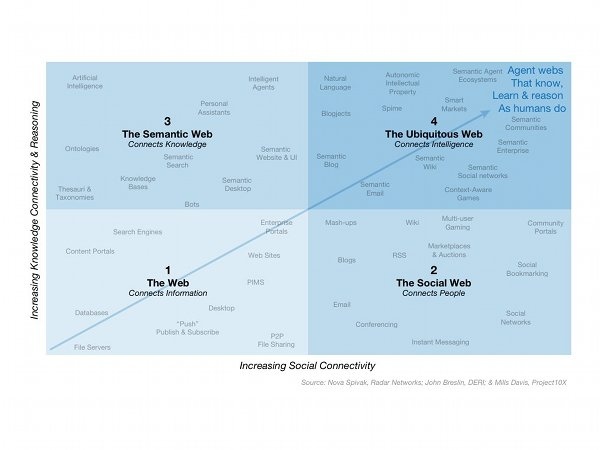 Increasing Knowledge Connectivity & Reasoning
Artificial
Intelligence
Intelligent
Agents
Personal
Assistants
3
The Semantic Web
Connects Knowledge
Ontologies
Semantic
Search
Semantic
Website & UI
Knowledge
Bases
Semantic
Desktop
Thesauri &
Taxonomies
Bots
Natural
Language
Autonomic
Intellectual
Property
Semantic Agent
Ecosystems
Agent webs
That know,
Learn & reason
As humans do
Blogjects
Spime
Smart
Markets
4
The Ubiquitous Web
Connects Intelligence
Semantic
Communities
Semantic
Enterprise
Semantic
Blog
Semantic
Wiki
Semantic
Social networks
Semantic
Email
Context-Aware
Games
Search Engines
Enterprise
Portals
Content Portals
Web Sites
1
The Web
Connects Information
PIMS
Databases
Desktop
"Push"
Publish & Subscribe
File Servers
P2P
File Sharing
Mash-ups
Wiki
Multi-user
Gaming
Community
Portals
Blogs
RSS
Marketplaces
& Auctions
Social
Bookmarking
2
The Social Web
Connects People
Email
Conferencing
Social
Networks
Instant Messaging
Increasing Social Connectivity
Source: Nova Spivak, Radar Networks; John Breslin, DERI; & Mills Davis, Project10X